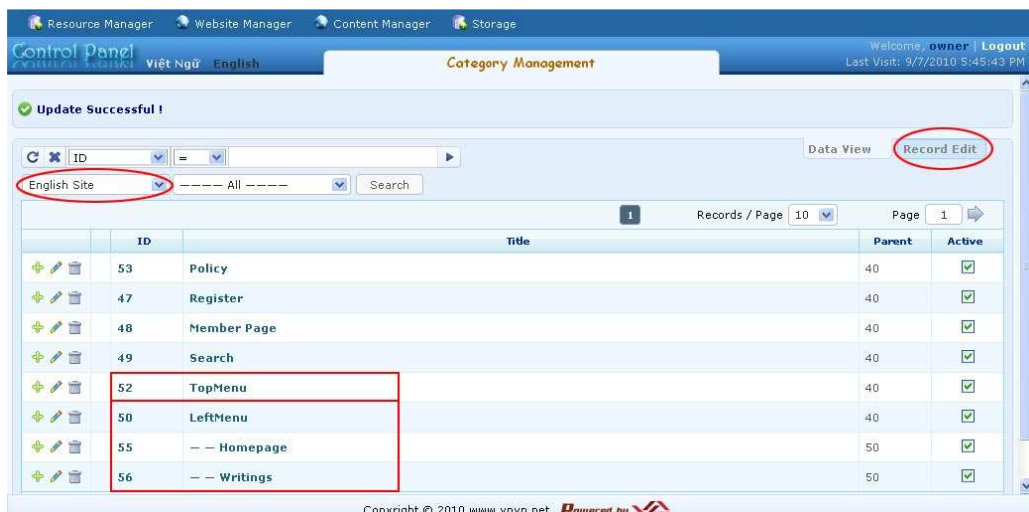 Resource Manager Website Manager Content Manager Storage
Control Panel Việt Ngữ English Category Management Welcome, owner | Logout
Last Visit: 9/7/2010 5:45:43 PM
Update Successful !
ID = Data View Record Edit
English Site ---- All ---- Search
1 Records / Page 10 Page 1
ID Title Parent Active
53 Policy 40
47 Register 40
48 Member Page 40
49 Search 40
52 TopMenu 40
50 LeftMenu 40
55 — — Homepage 50
56 — — Writings 50
Copyright © 2010 www.vnvn.net Powered by